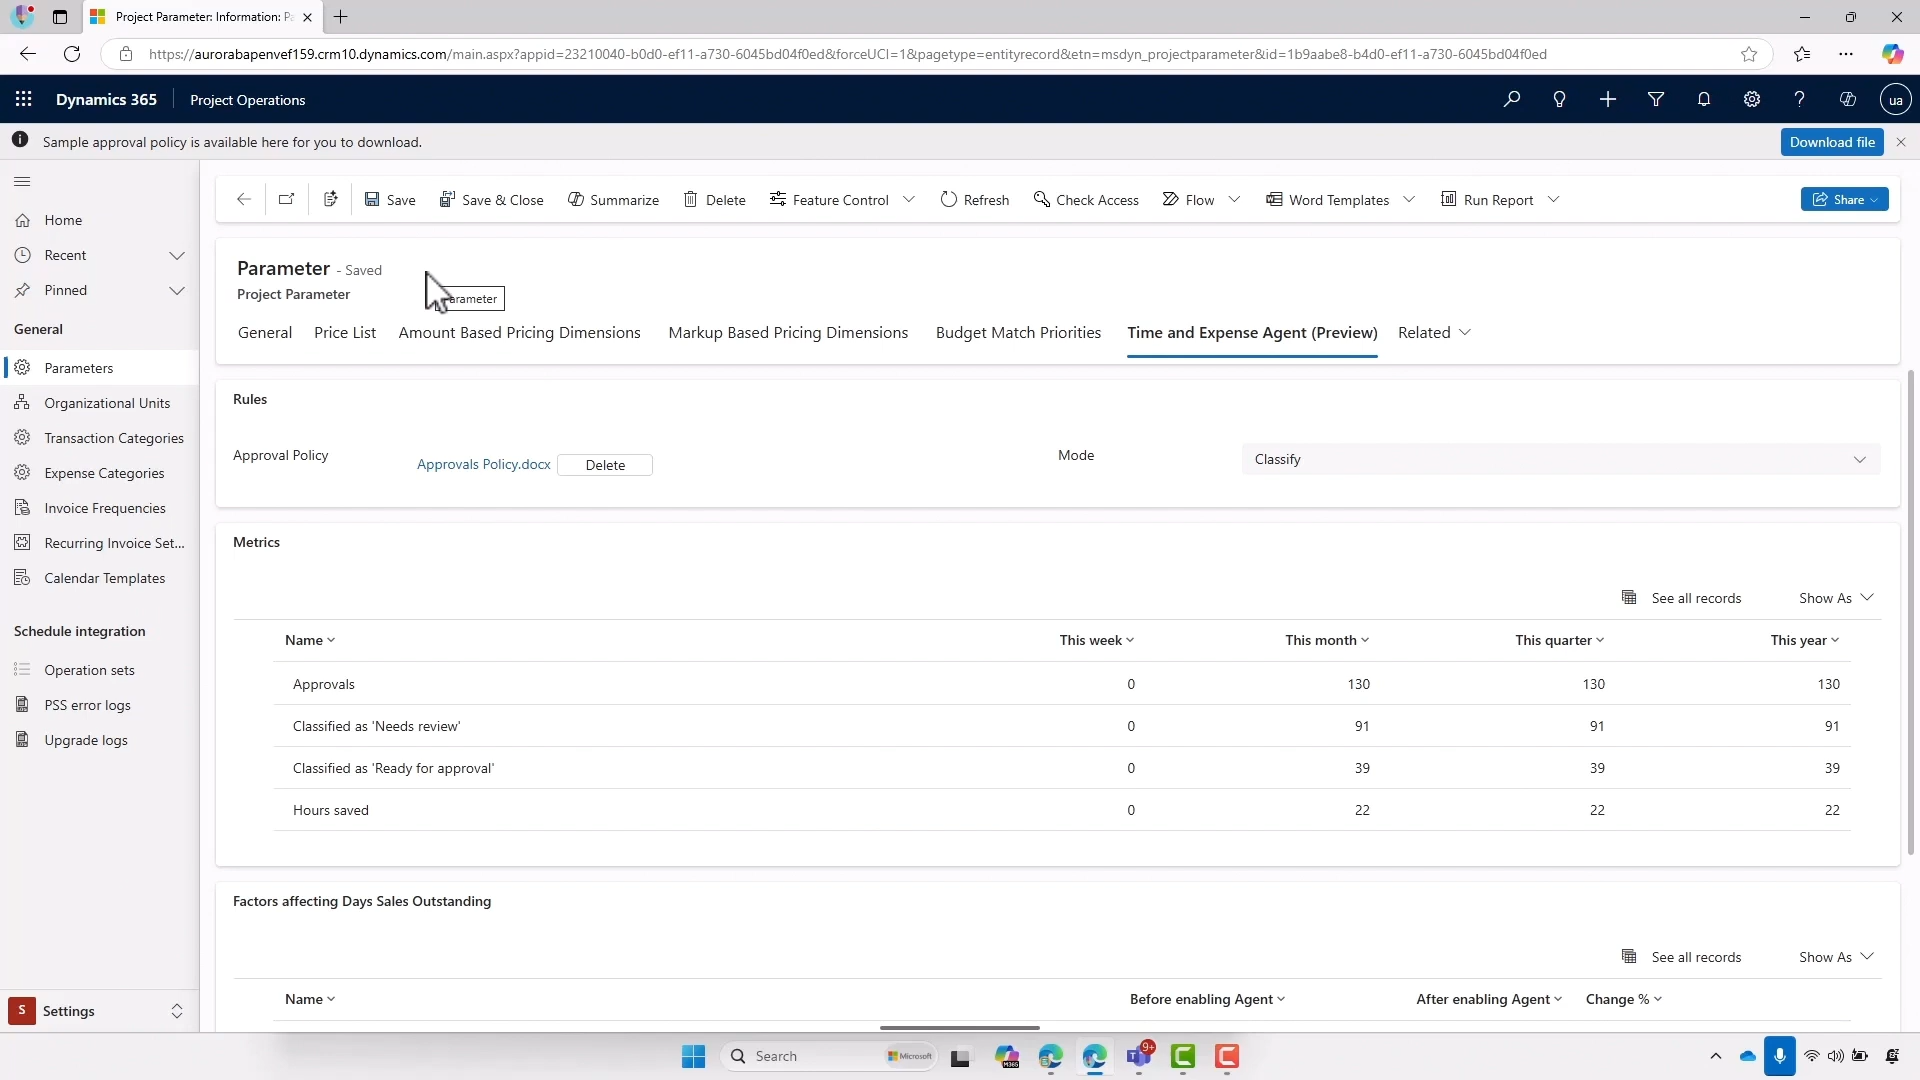 Project Parameter: Information: Pa
https://aurorabapenvef159.crm10.dynamics.com/main.aspx?appid=23210040-b0d0-ef11-a730-6045bd04f0ed&forceUCI=1&pagetype=entityrecord&etn=msdyn_projectparameter&id=1b9aabe8-b4d0-ef11-a730-6045bd04f0ed
Dynamics 365 Project Operations ua
Sample approval policy is available here for you to download. Download file
Save Save & Close Summarize Delete Feature Control Refresh Check Access Flow Word Templates Run Report Share
Home
Recent
Pinned
General
Parameters
Organizational Units
Transaction Categories
Expense Categories
Invoice Frequencies
Recurring Invoice Set...
Calendar Templates
Schedule integration
Operation sets
PSS error logs
Upgrade logs
S Settings
Parameter - Saved
Project Parameter
arameter
General Price List Amount Based Pricing Dimensions Markup Based Pricing Dimensions Budget Match Priorities Time and Expense Agent (Preview) Related
Rules
Approval Policy Approvals Policy.docx Delete Mode Classify
Metrics
See all records Show As
Name This week This month This quarter This year
Approvals 0 130 130 130
Classified as 'Needs review' 0 91 91 91
Classified as 'Ready for approval' 0 39 39 39
Hours saved 0 22 22 22
Factors affecting Days Sales Outstanding
See all records Show As
Name Before enabling Agent After enabling Agent Change %
Search Microsoft M365 9+